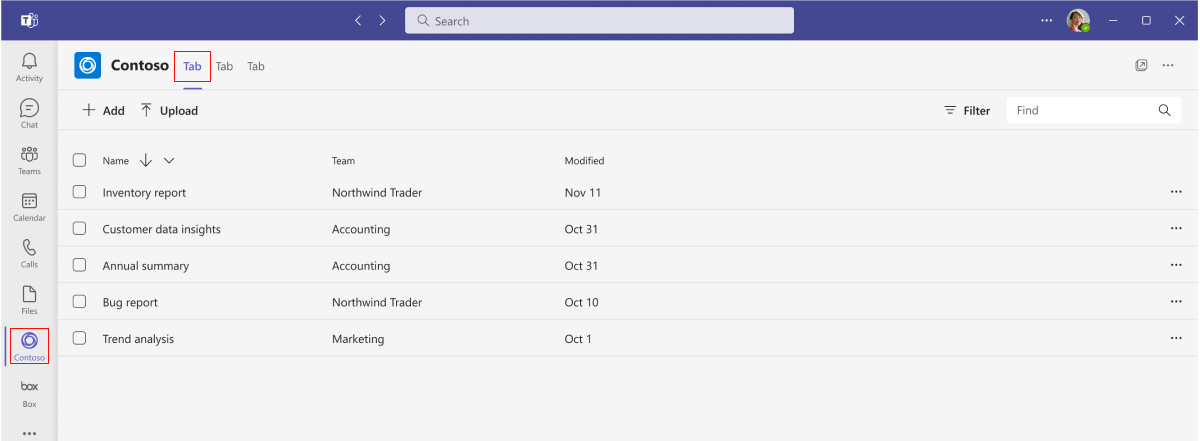 Search
Activity
Chat
Teams
Calendar
Calls
Files
Contoso
box
Box
Contoso Tab Tab Tab
Add Upload Filter Find
Name Team Modified
Inventory report Northwind Trader Nov 11
Customer data insights Accounting Oct 31
Annual summary Accounting Oct 31
Bug report Northwind Trader Oct 10
Trend analysis Marketing Oct 1